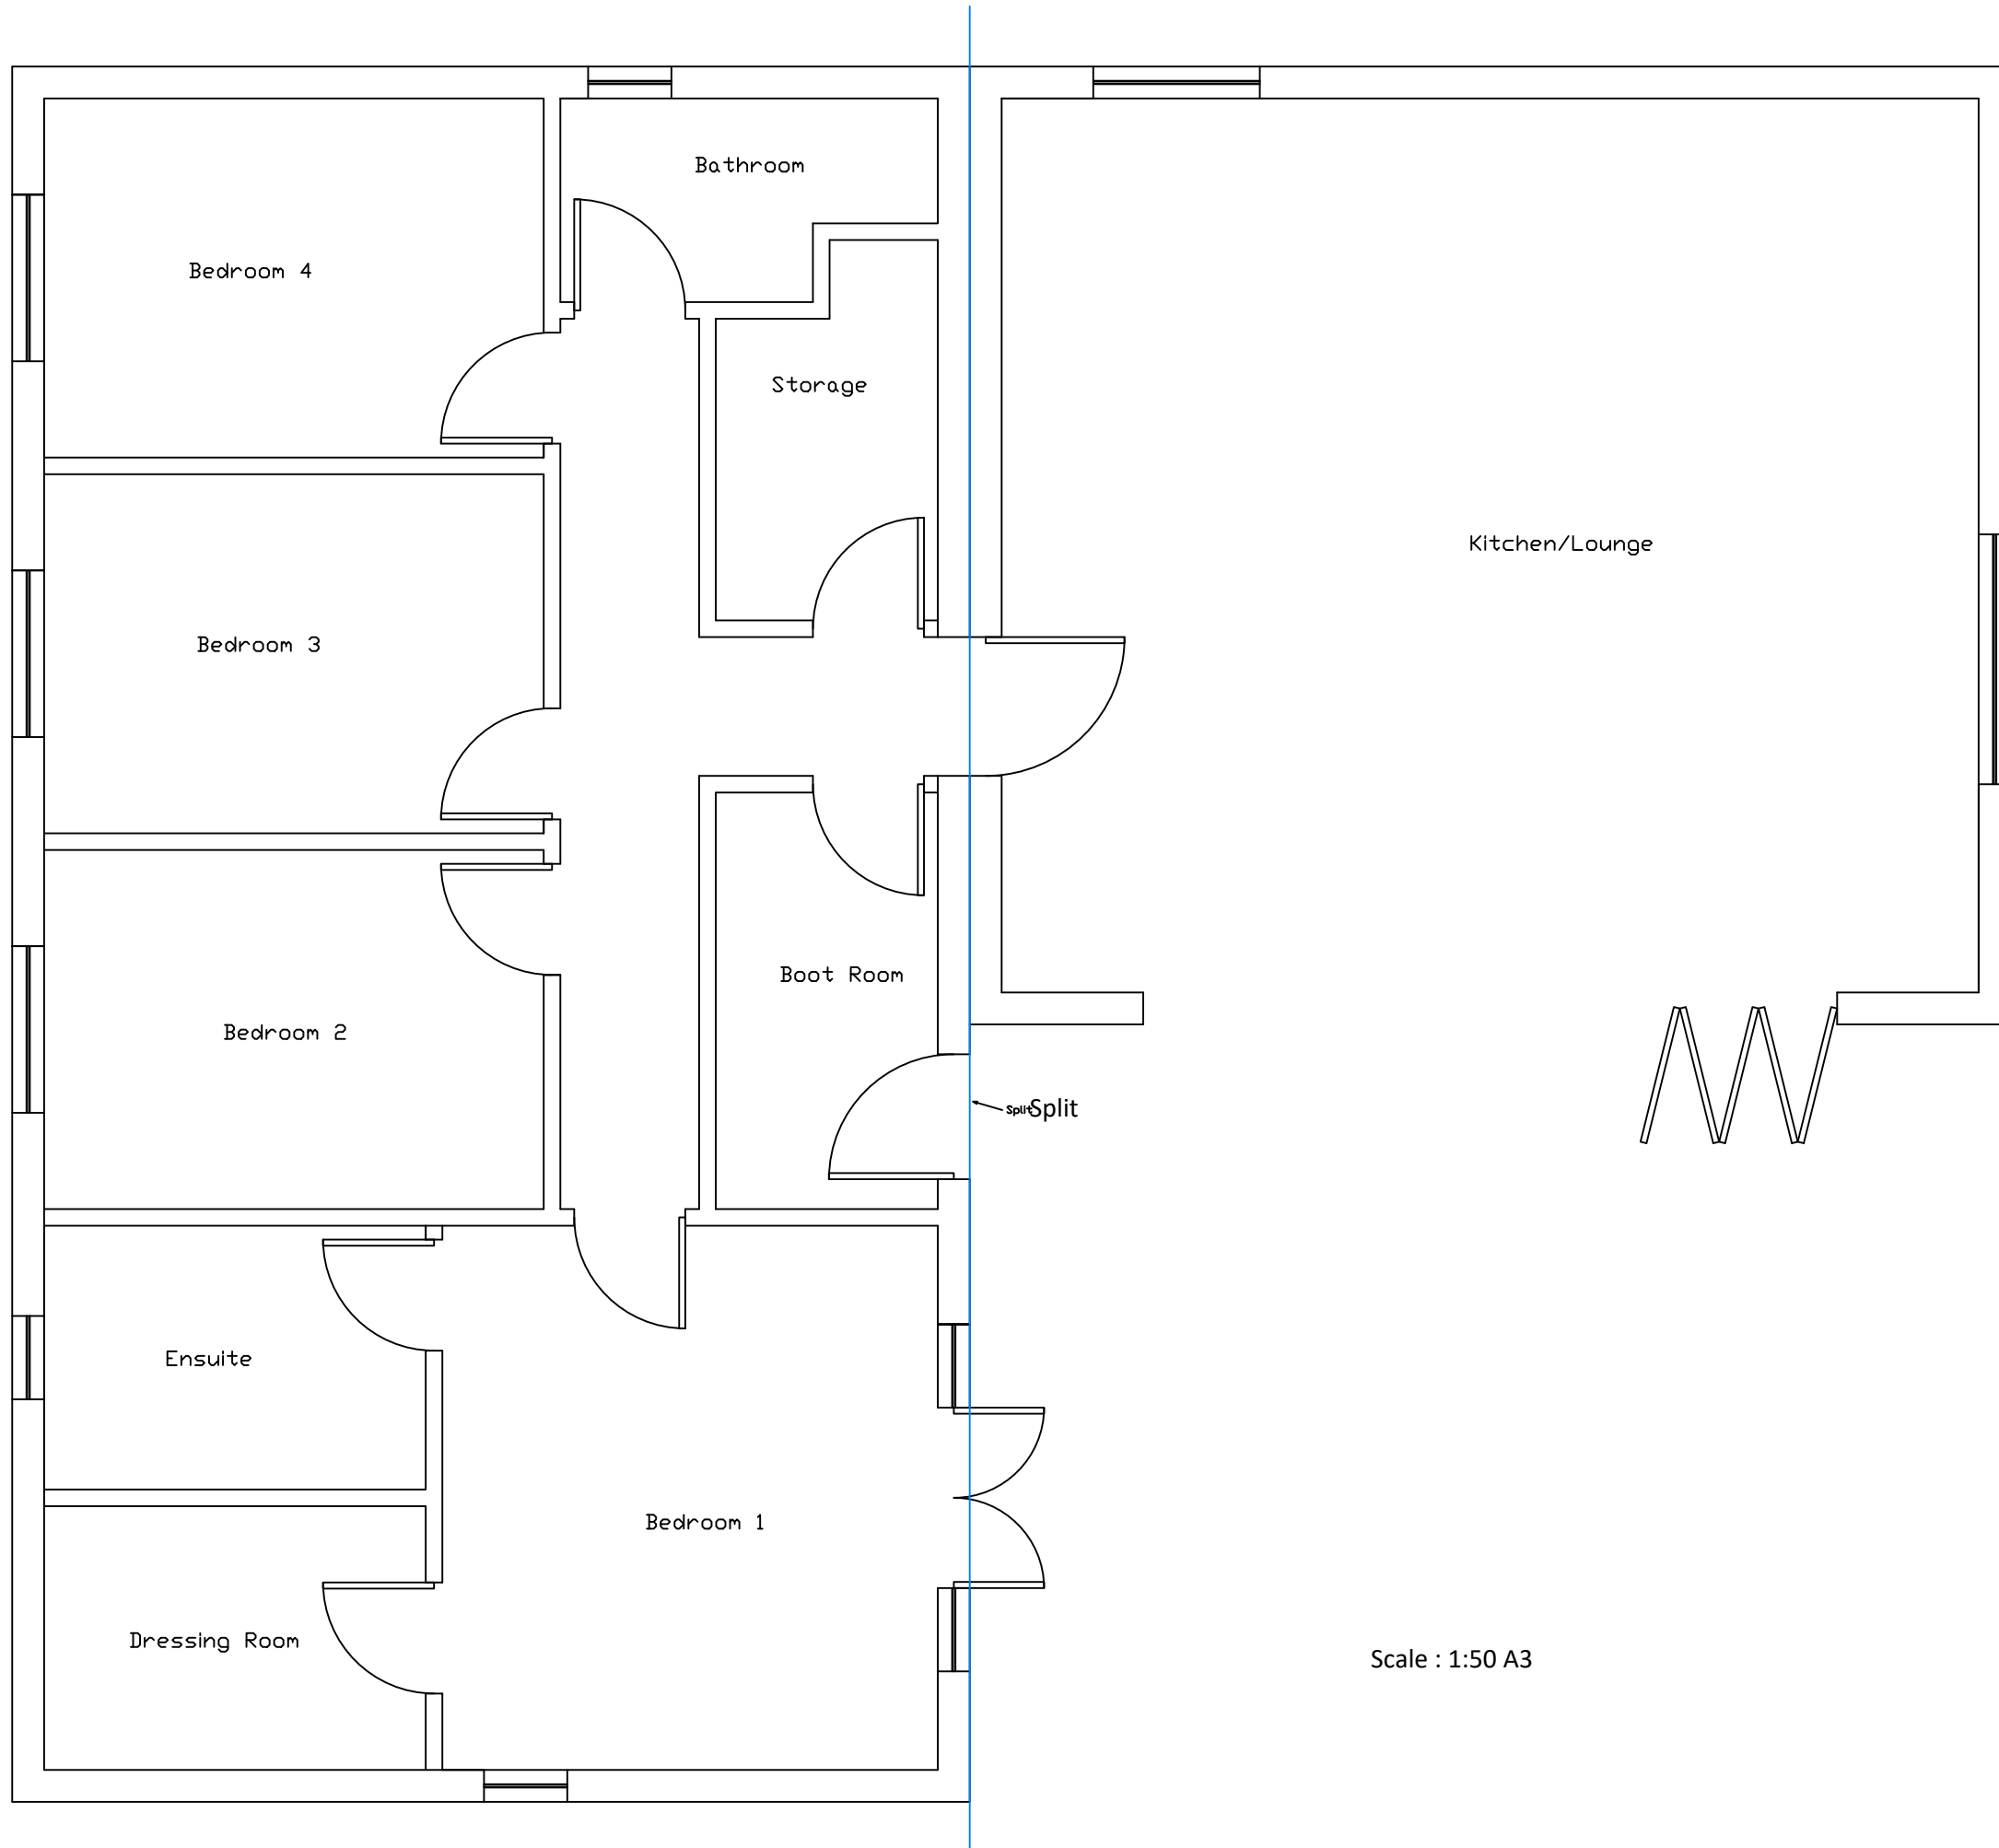 Bathroom
Bedroom 4
Storage
Kitchen/Lounge
Bedroom 3
Boot Room
Bedroom 2
Split Split
Ensuite
Bedroom 1
Dressing Room
Scale : 1:50 A3